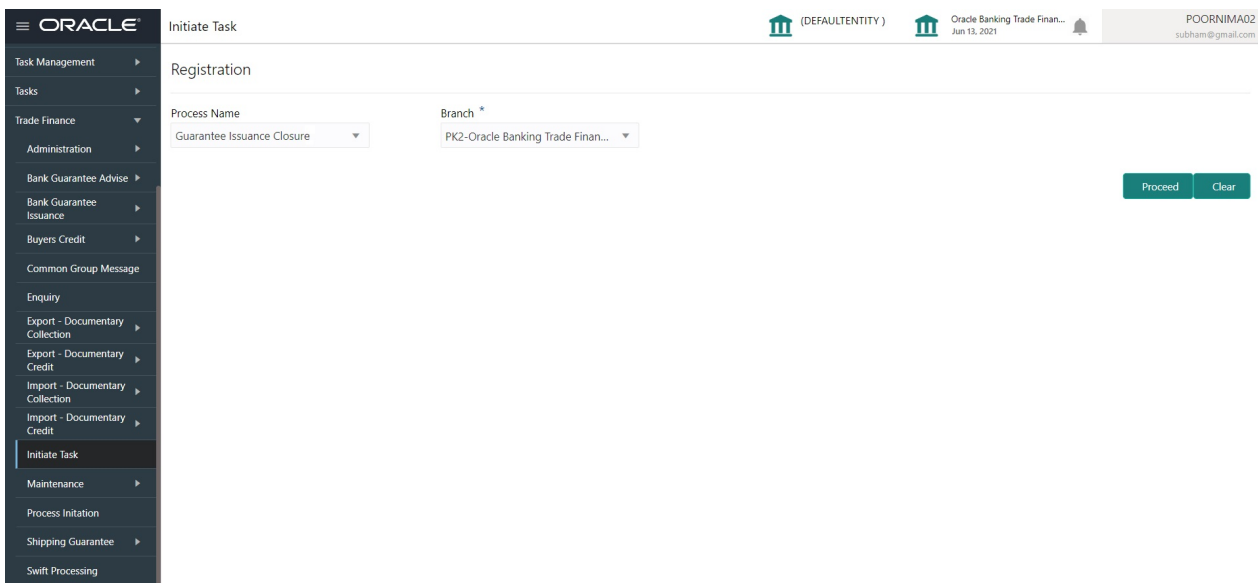 ORACLE
Initiate Task
(DEFAULTENTITY )
Oracle Banking Trade Finan...
Jun 13, 2021
POORNIMA02
subham@gmail.com
Task Management
Tasks
Trade Finance
Administration
Bank Guarantee Advise
Bank Guarantee
Issuance
Buyers Credit
Common Group Message
Enquiry
Export - Documentary
Collection
Export - Documentary
Credit
Import - Documentary
Collection
Import - Documentary
Credit
Initiate Task
Maintenance
Process Initation
Shipping Guarantee
Swift Processing
Registration
Process Name
Guarantee Issuance Closure
Branch *
PK2-Oracle Banking Trade Finan...
Proceed
Clear